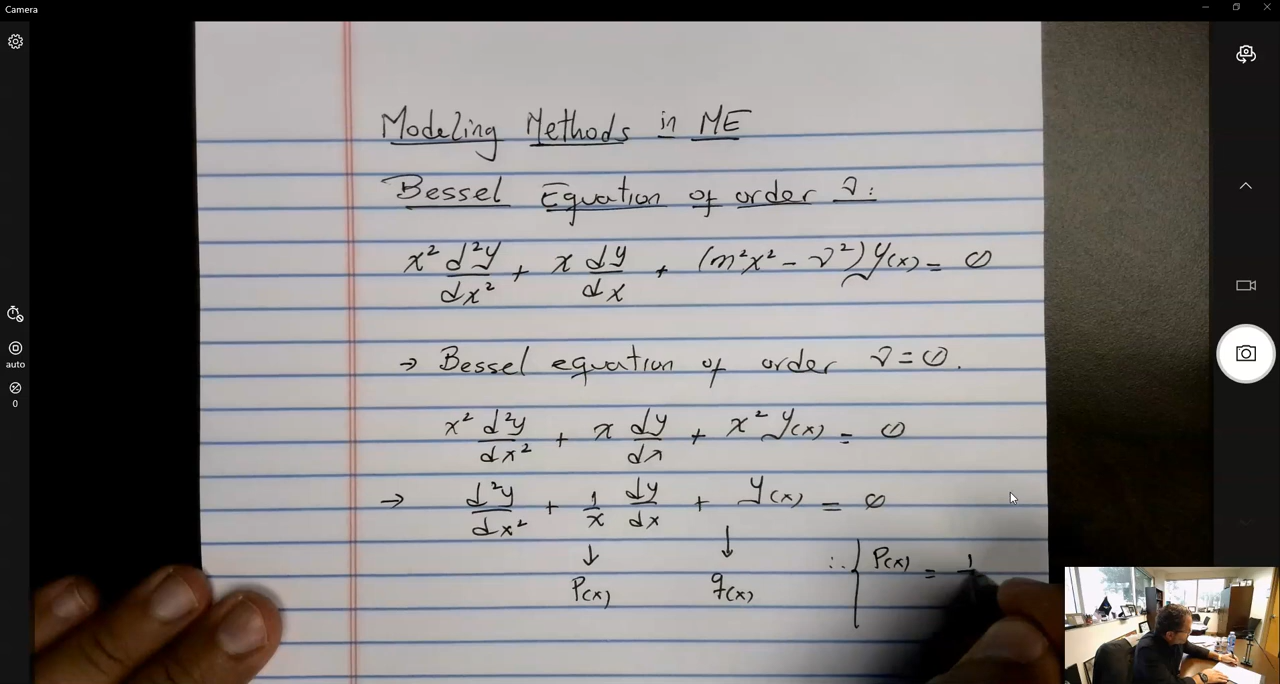 Camera
Modeling Methods in ME
Bessel Equation of order ν:
x² d²y/dx² + x dy/dx + (m²x² - ν²) y(x) = 0
→ Bessel equation of order ν = 0.
x² d²y/dx² + x dy/dx + x² y(x) = 0
→ d²y/dx² + 1/x dy/dx + y(x) = 0
↓ ↓ ∴ { P(x) = 1
P(x) q(x)
auto
0